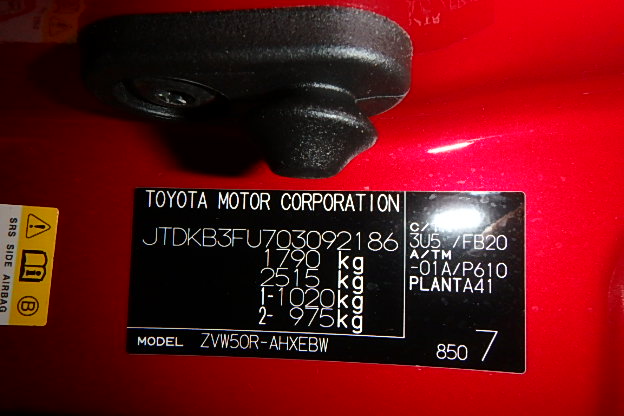 TOYOTA MOTOR CORPORATION
JTDKB3FU703092186
1790 kg
2515 kg
1- 1020 kg
2- 975 kg
MODEL ZVW50R-AHXEBW
3U5 /FB20
A/TM
-01A/P610
PLANTA41
850 7
SRS SIDE AIRBAG
B